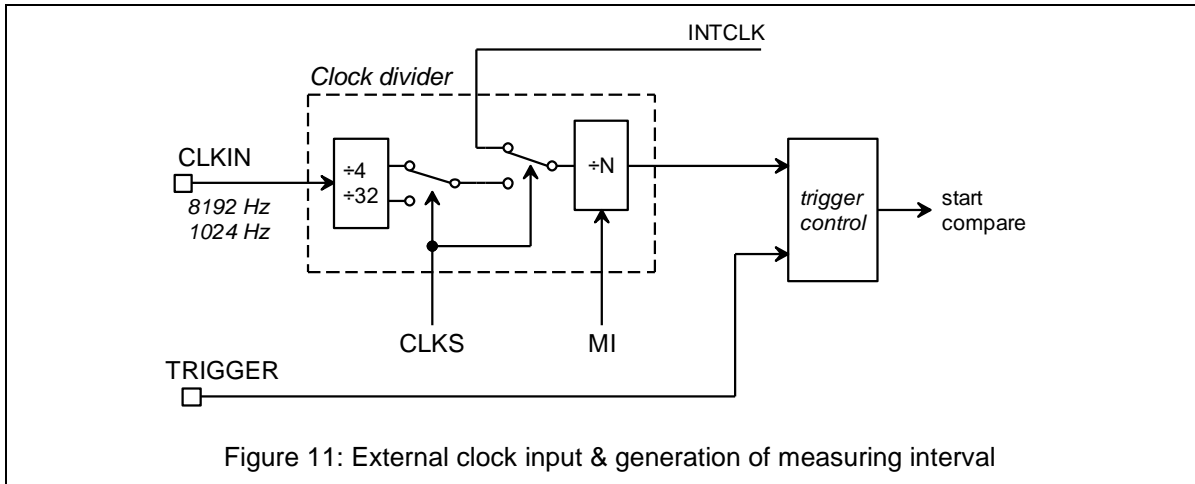 INTCLK
Clock divider
CLKIN
8192 Hz
1024 Hz
÷4
÷32
÷N
trigger
control
start
compare
CLKS
MI
TRIGGER
Figure 11: External clock input & generation of measuring interval